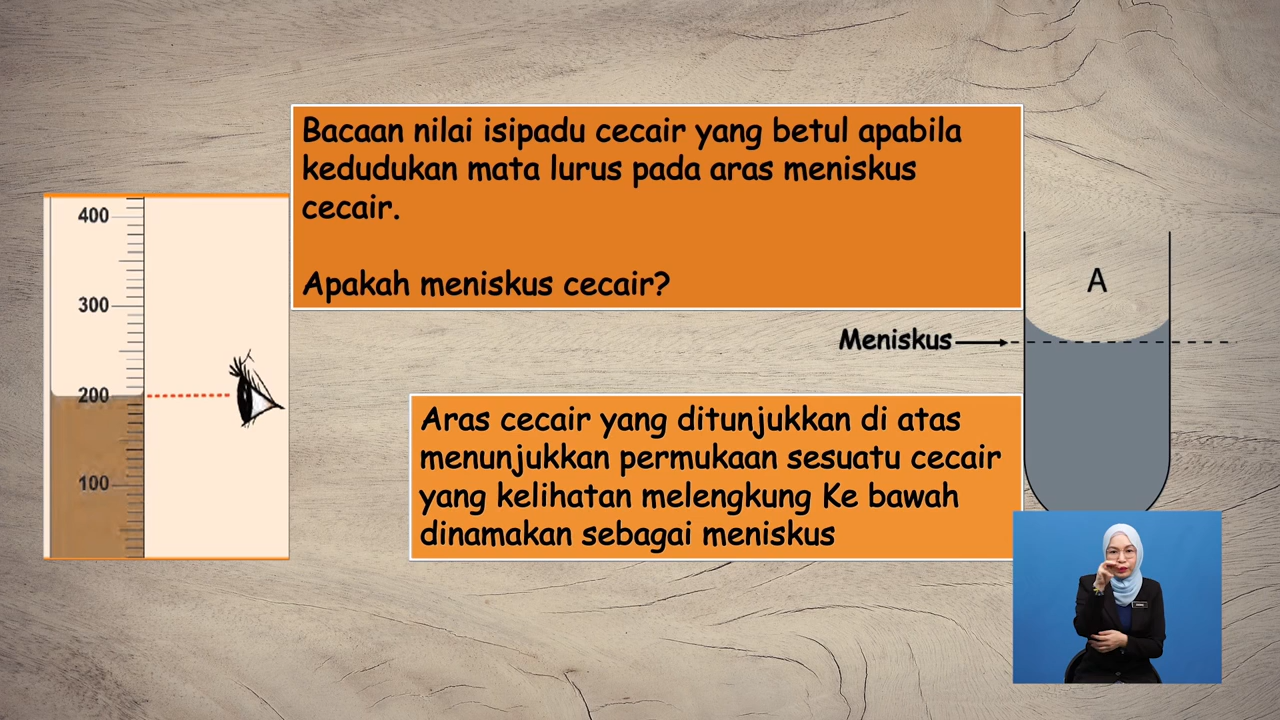 Bacaan nilai isipadu cecair yang betul apabila
kedudukan mata lurus pada aras meniskus
cecair.
Apakah meniskus cecair?
400
300
200
100
A
Meniskus
Aras cecair yang ditunjukkan di atas
menunjukkan permukaan sesuatu cecair
yang kelihatan melengkung Ke bawah
dinamakan sebagai meniskus